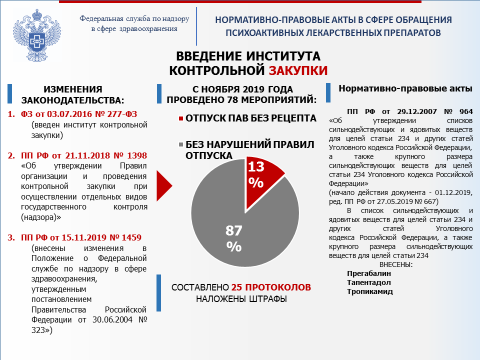 Федеральная служба по надзору
в сфере здравоохранения
НОРМАТИВНО-ПРАВОВЫЕ АКТЫ В СФЕРЕ ОБРАЩЕНИЯ
ПСИХОАКТИВНЫХ ЛЕКАРСТВЕННЫХ ПРЕПАРАТОВ
ВВЕДЕНИЕ ИНСТИТУТА
КОНТРОЛЬНОЙ ЗАКУПКИ
ИЗМЕНЕНИЯ
ЗАКОНОДАТЕЛЬСТВА:
1. ФЗ от 03.07.2016 № 277-ФЗ
(введен институт контрольной
закупки)
2. ПП РФ от 21.11.2018 № 1398
«Об утверждении Правил
организации и проведения
контрольной закупки при
осуществлении отдельных видов
государственного контроля
(надзора)»
3. ПП РФ от 15.11.2019 № 1459
(внесены изменения в
Положение о Федеральной
службе по надзору в сфере
здравоохранения,
утвержденным
постановлением
Правительства Российской
Федерации от 30.06.2004 №
323»)
С НОЯБРЯ 2019 ГОДА
ПРОВЕДЕНО 78 МЕРОПРИЯТИЙ:
ОТПУСК ПАВ БЕЗ РЕЦЕПТА
БЕЗ НАРУШЕНИЙ ПРАВИЛ
ОТПУСКА
13
%
87
%
СОСТАВЛЕНО 25 ПРОТОКОЛОВ
НАЛОЖЕНЫ ШТРАФЫ
Нормативно-правовые акты
ПП РФ от 29.12.2007 № 964
«Об утверждении списков
сильнодействующих и ядовитых веществ
для целей статьи 234 и других статей
Уголовного кодекса Российской Федерации,
а также крупного размера
сильнодействующих веществ для целей
статьи 234 Уголовного кодекса Российской
Федерации»
(начало действия документа - 01.12.2019,
ред. ПП РФ от 27.05.2019 № 667)
В список сильнодействующих и
ядовитых веществ для целей статьи 234 и
других статей Уголовного
кодекса Российской Федерации, а также
крупного размера сильнодействующих
веществ для целей статьи 234
ВНЕСЕНЫ:
Прегабалин
Тапентадол
Тропикамид